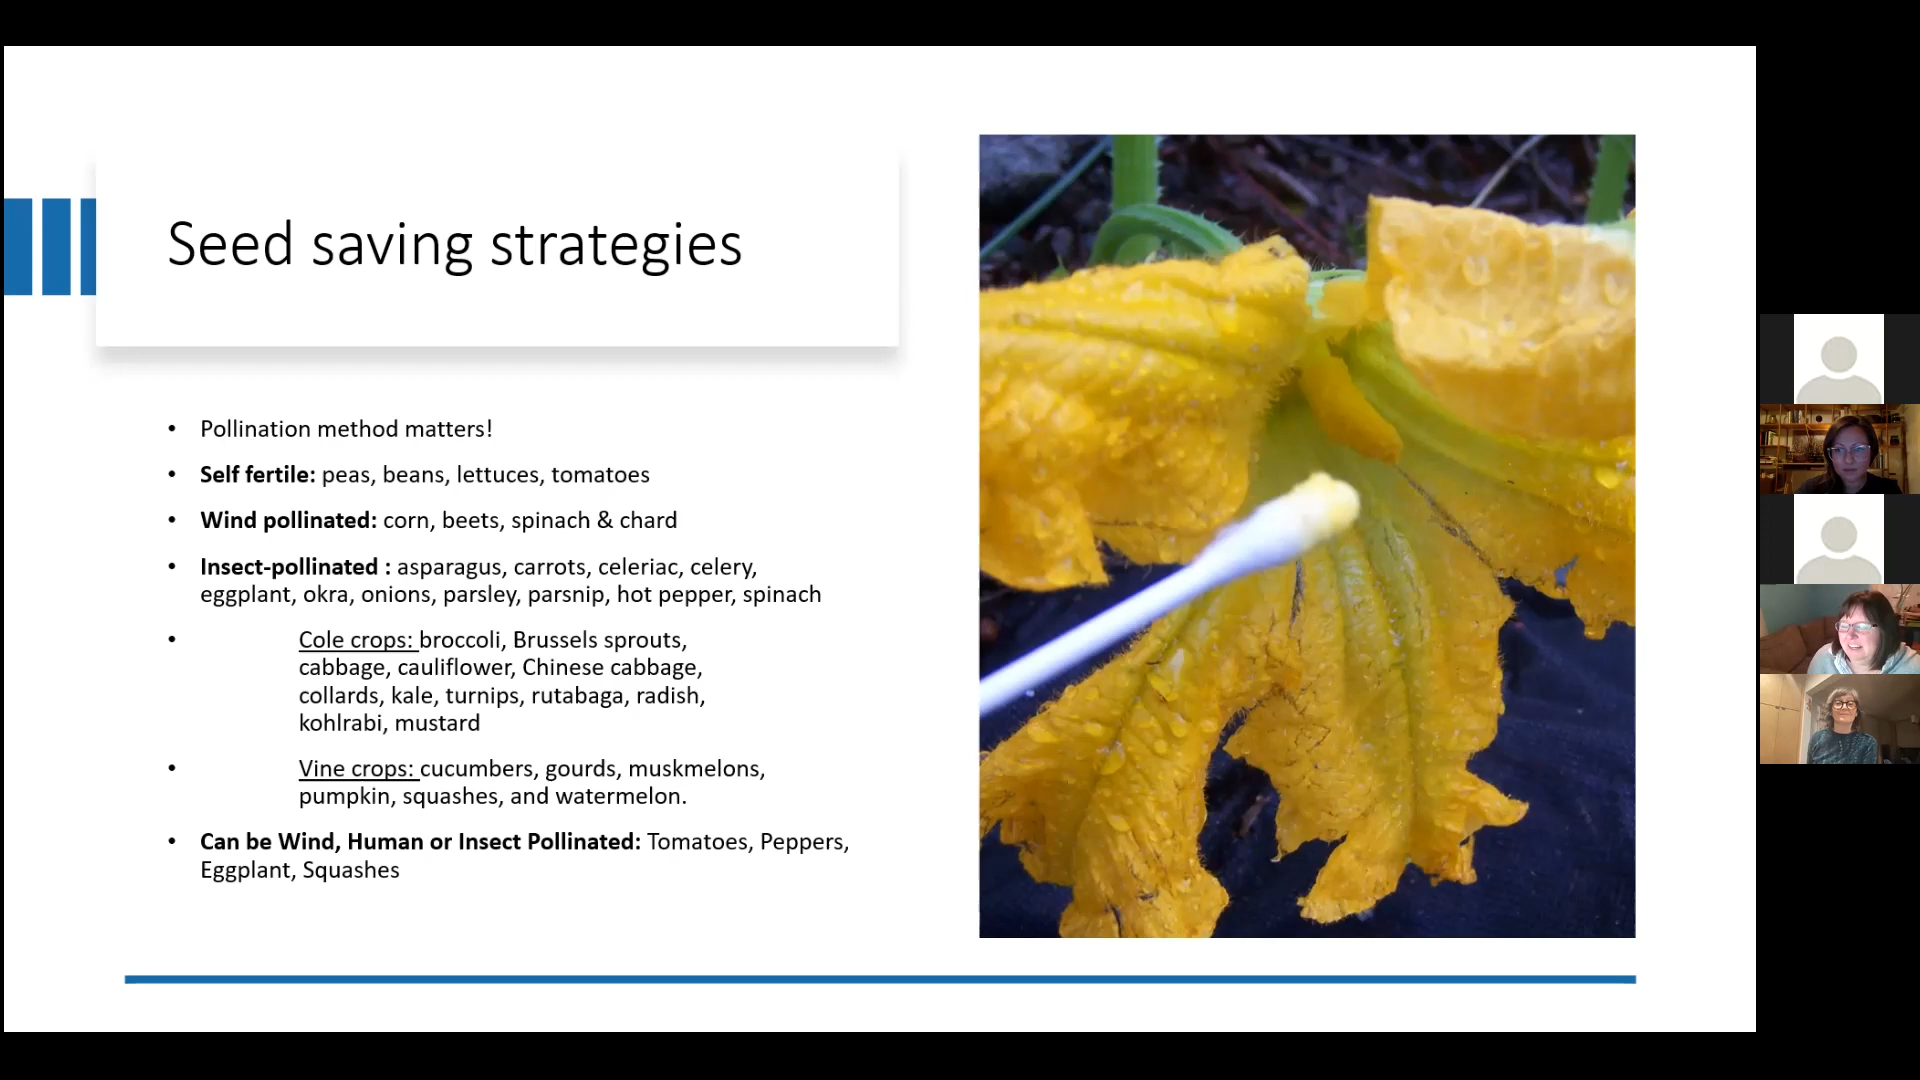 Seed saving strategies
• Pollination method matters!
• Self fertile: peas, beans, lettuces, tomatoes
• Wind pollinated: corn, beets, spinach & chard
• Insect-pollinated : asparagus, carrots, celeriac, celery,
eggplant, okra, onions, parsley, parsnip, hot pepper, spinach
• Cole crops: broccoli, Brussels sprouts,
cabbage, cauliflower, Chinese cabbage,
collards, kale, turnips, rutabaga, radish,
kohlrabi, mustard
• Vine crops: cucumbers, gourds, muskmelons,
pumpkin, squashes, and watermelon.
• Can be Wind, Human or Insect Pollinated: Tomatoes, Peppers,
Eggplant, Squashes